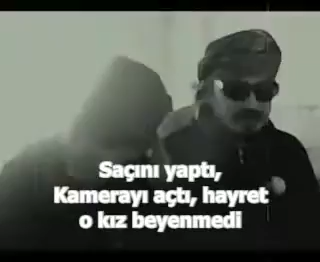 Saçını yaptı,
Kamerayı açtı, hayret
o kız beyenmedi